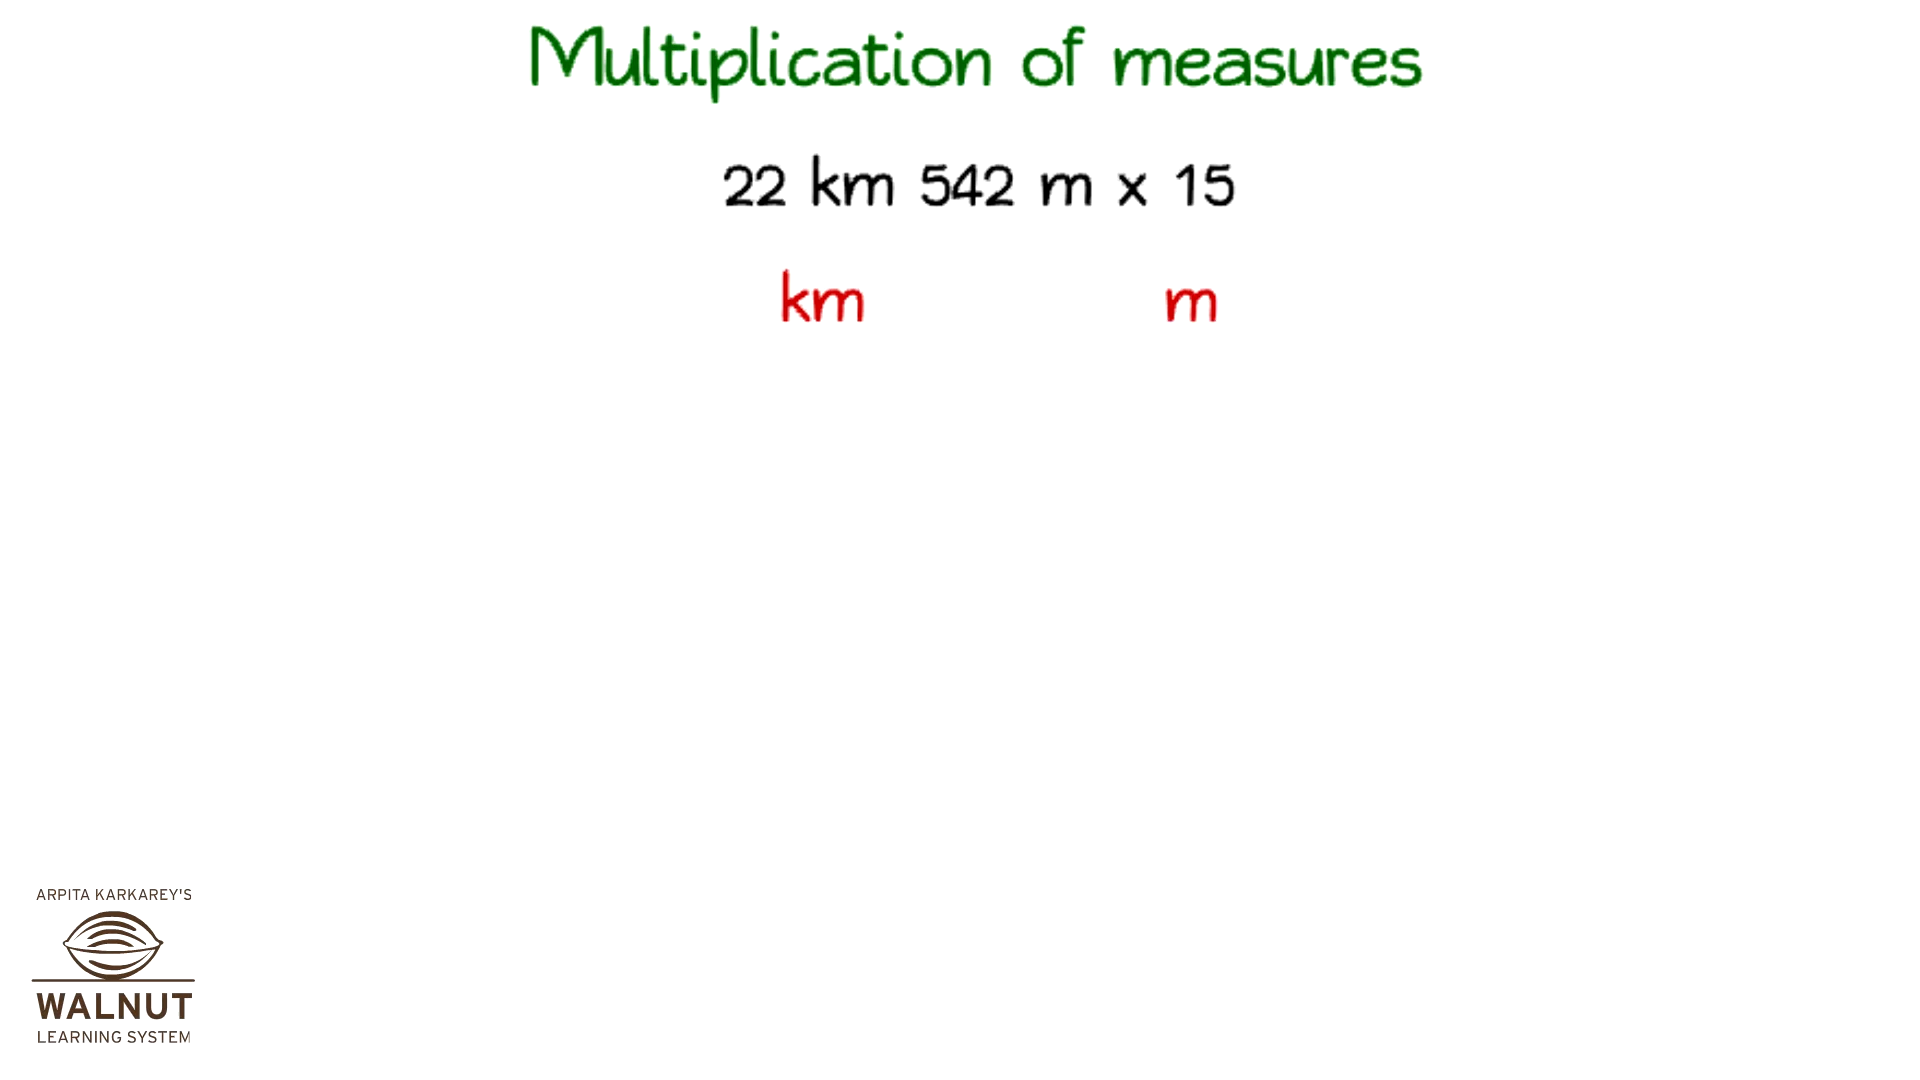 Multiplication of measures
22 km 542 m x 15
km m
ARPITA KARKAREY'S
WALNUT
LEARNING SYSTEM